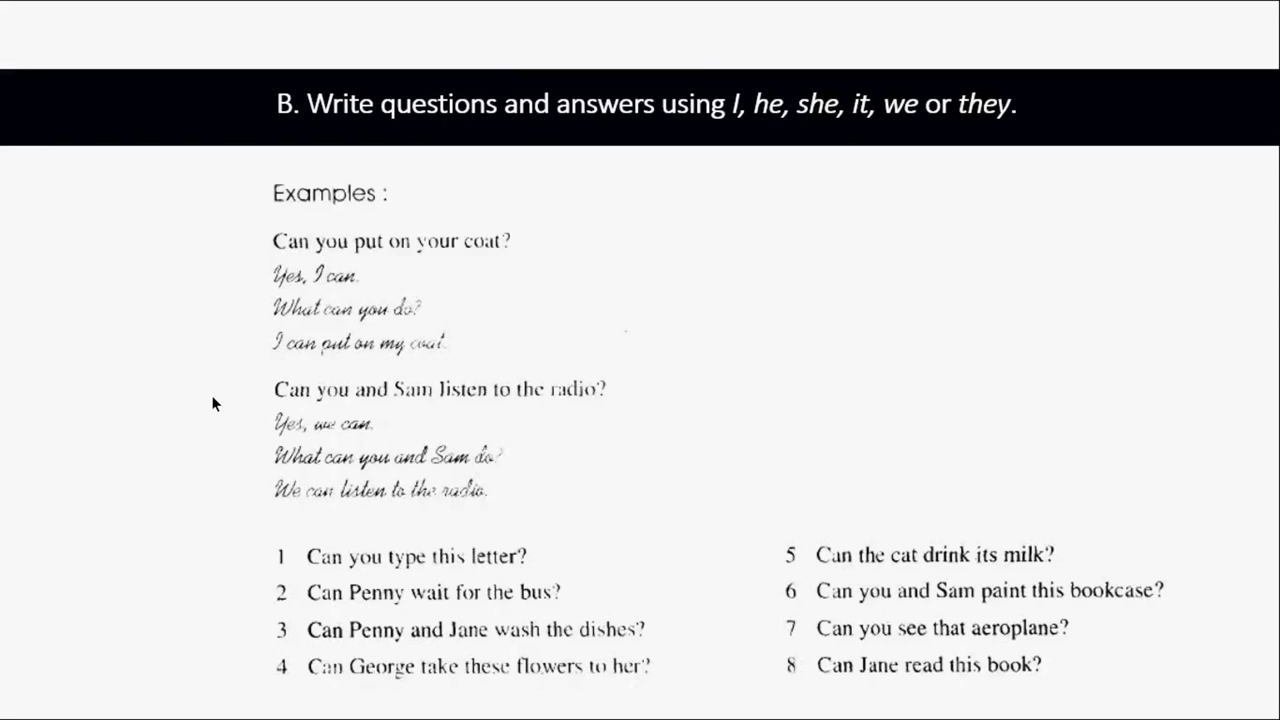 B. Write questions and answers using I, he, she, it, we or they.
Examples :
Can you put on your coat?
Yes, I can.
What can you do?
I can put on my coat.
Can you and Sam listen to the radio?
Yes, we can.
What can you and Sam do?
We can listen to the radio.
1 Can you type this letter?
2 Can Penny wait for the bus?
3 Can Penny and Jane wash the dishes?
4 Can George take these flowers to her?
5 Can the cat drink its milk?
6 Can you and Sam paint this bookcase?
7 Can you see that aeroplane?
8 Can Jane read this book?